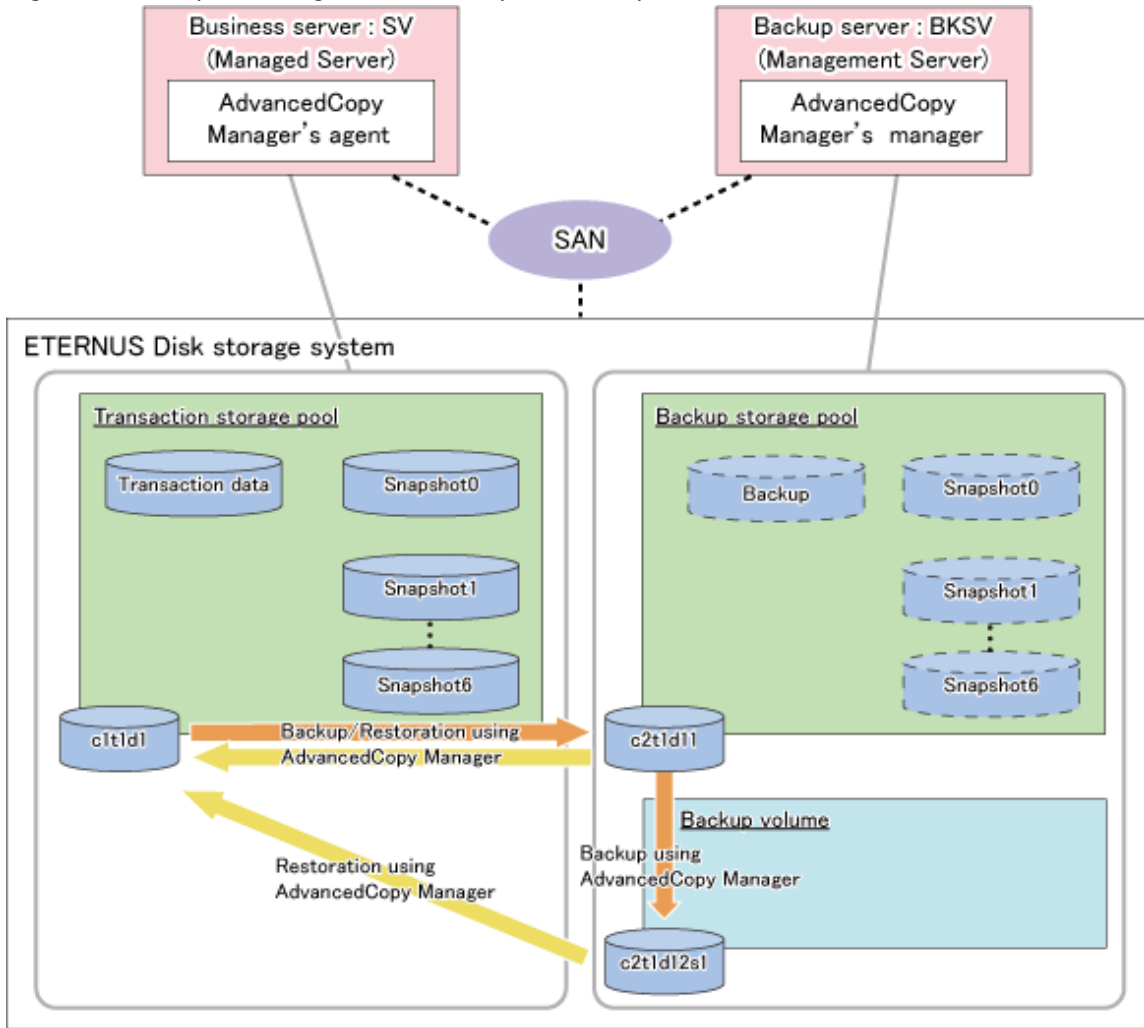 Business server : SV
(Managed Server)
AdvancedCopy
Manager's agent
Backup server : BKSV
(Management Server)
AdvancedCopy
Manager's manager
SAN
ETERNUS Disk storage system
Transaction storage pool
Transaction data
Snapshot0
Snapshot1
Snapshot6
Backup storage pool
Backup
Snapshot0
Snapshot1
Snapshot6
c1t1d1
Backup/Restoration using
AdvancedCopy Manager
c2t1d11
Backup volume
Backup using
AdvancedCopy Manager
Restoration using
AdvancedCopy Manager
c2t1d12s1